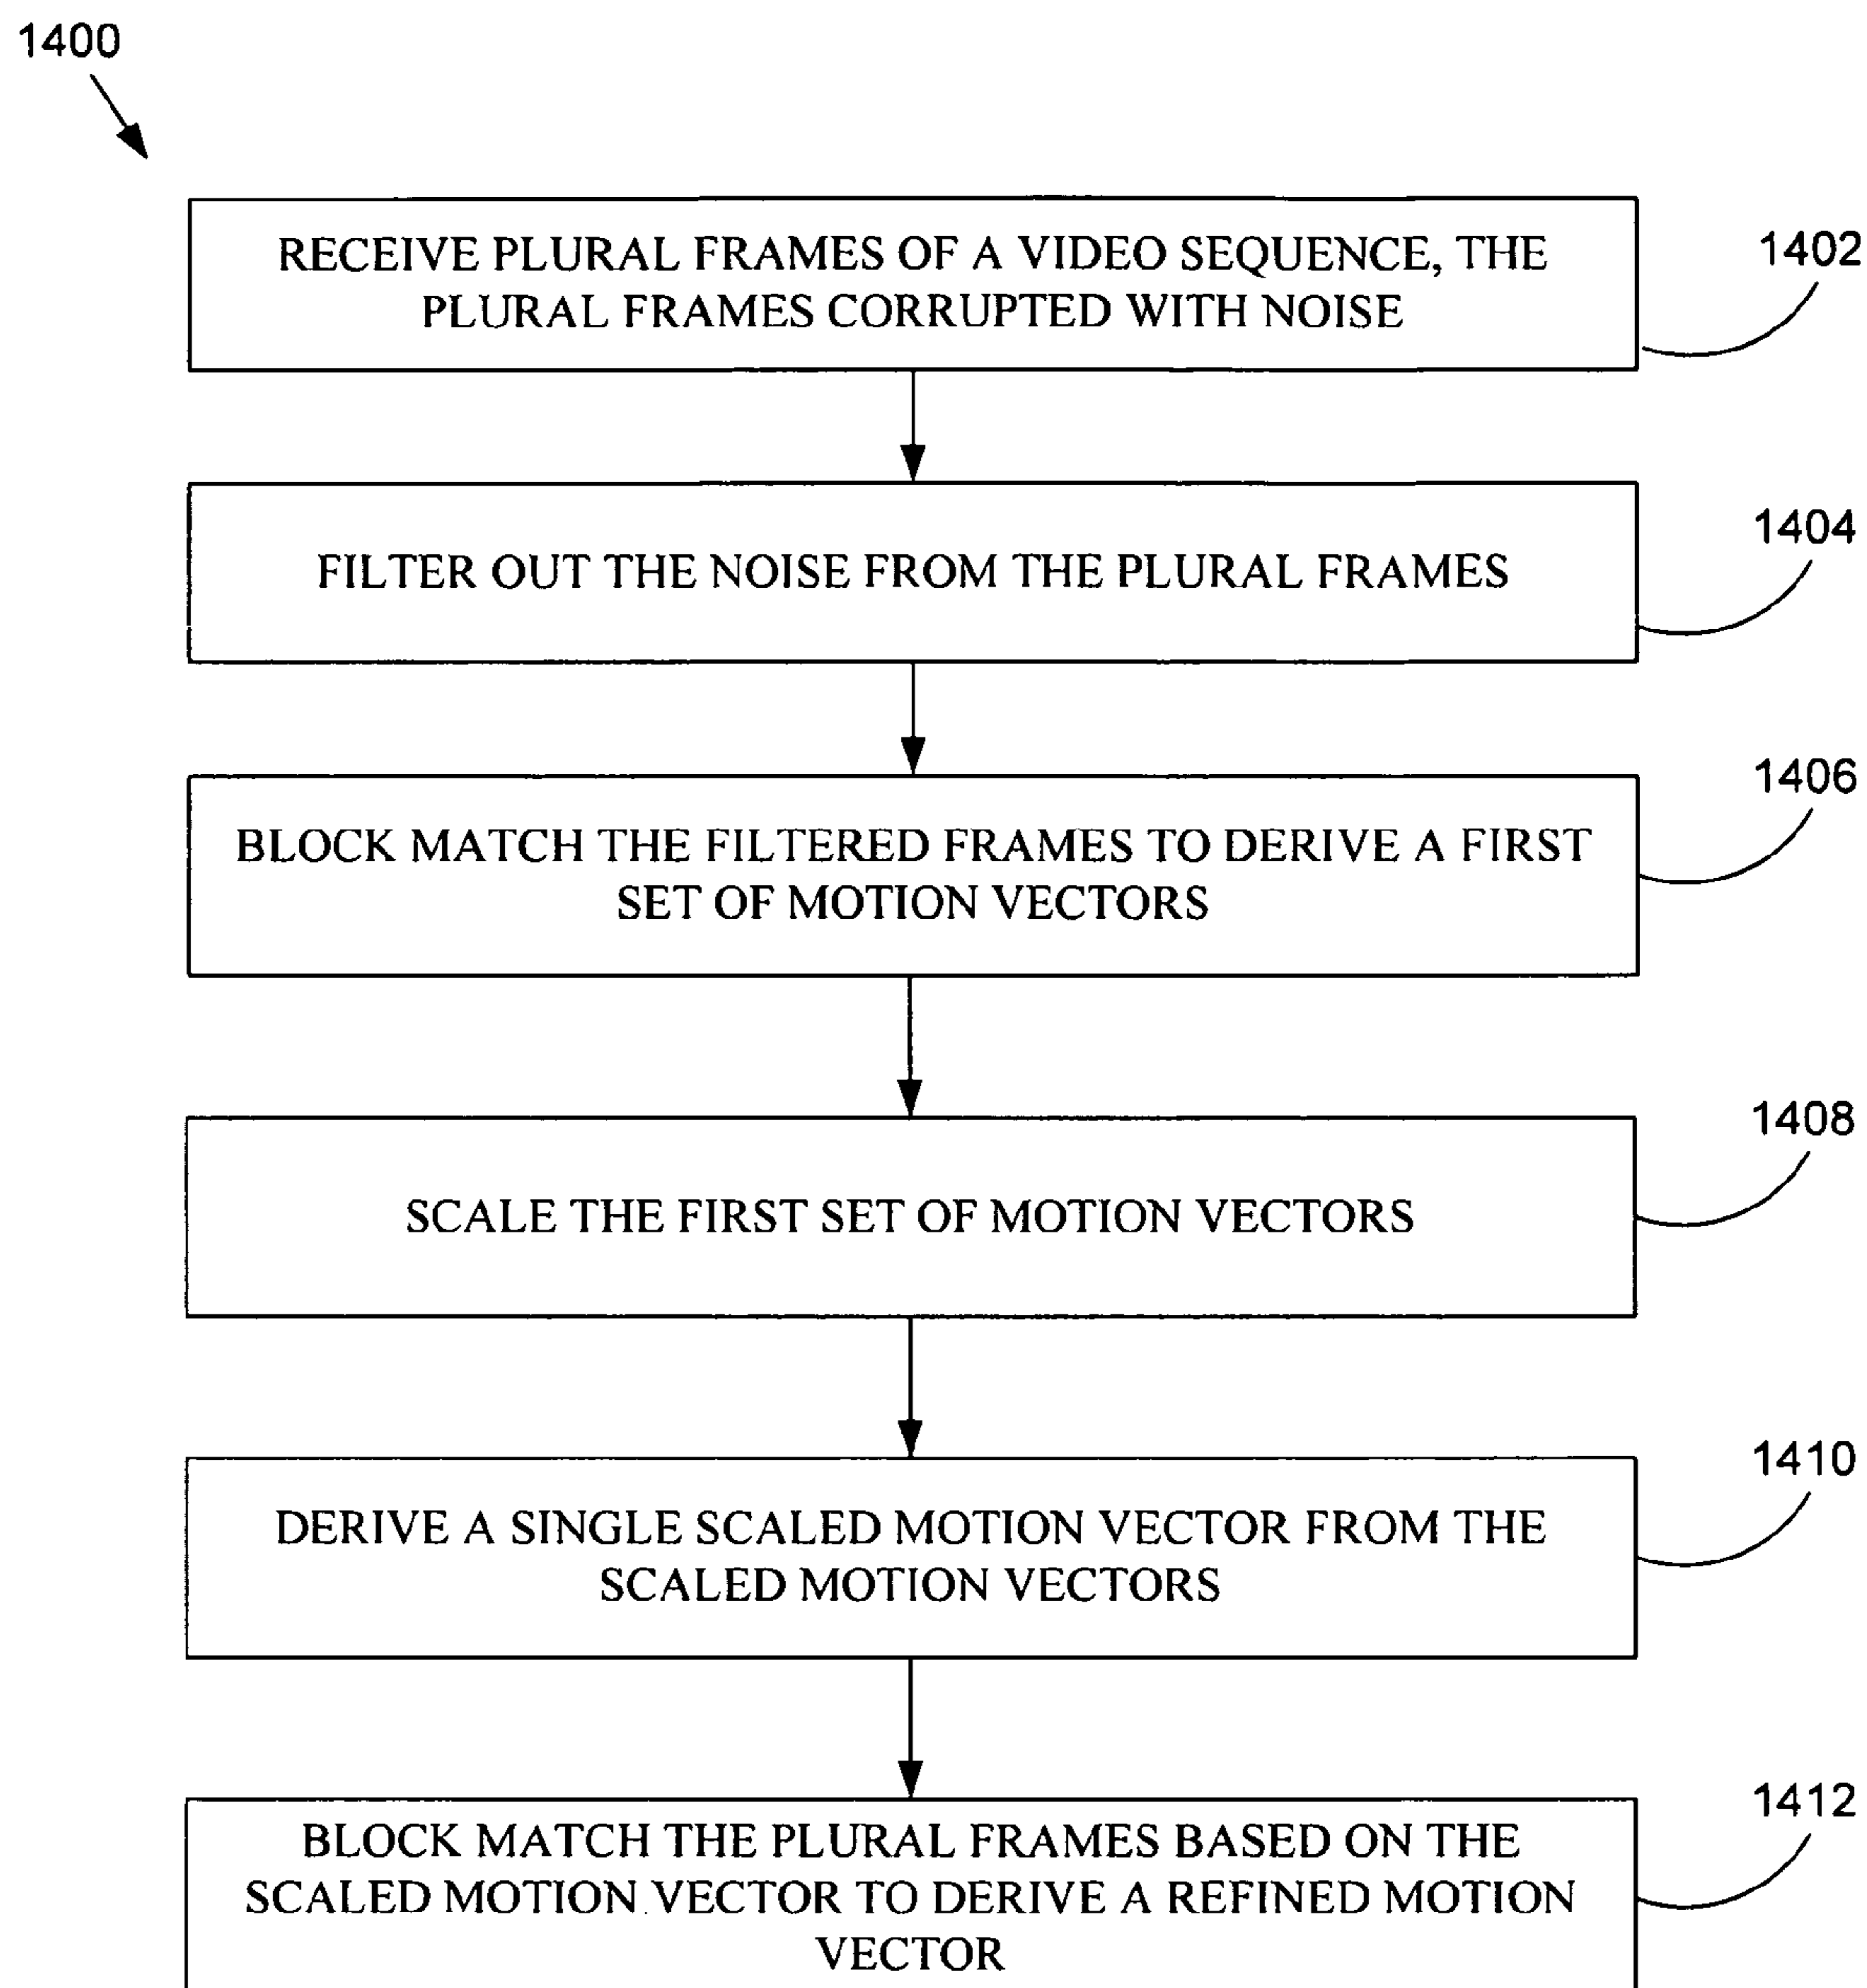 1400
RECEIVE PLURAL FRAMES OF A VIDEO SEQUENCE, THE
PLURAL FRAMES CORRUPTED WITH NOISE
1402
FILTER OUT THE NOISE FROM THE PLURAL FRAMES
1404
BLOCK MATCH THE FILTERED FRAMES TO DERIVE A FIRST
SET OF MOTION VECTORS
1406
SCALE THE FIRST SET OF MOTION VECTORS
1408
DERIVE A SINGLE SCALED MOTION VECTOR FROM THE
SCALED MOTION VECTORS
1410
BLOCK MATCH THE PLURAL FRAMES BASED ON THE
SCALED MOTION VECTOR TO DERIVE A REFINED MOTION
VECTOR
1412